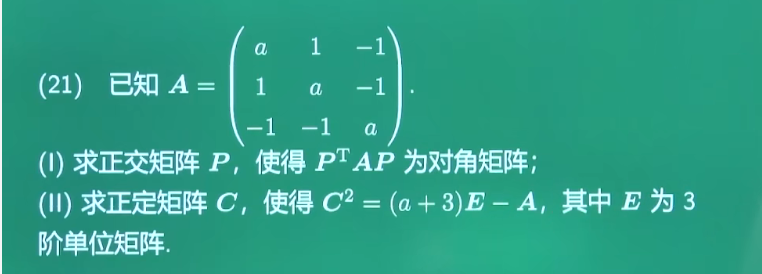 (21) 已知 A = \begin{pmatrix} a & 1 & -1 \\ 1 & a & -1 \\ -1 & -1 & a \end{pmatrix}.
(I) 求正交矩阵 P，使得 P^T AP 为对角矩阵；
(II) 求正定矩阵 C，使得 C² = (a + 3)E − A，其中 E 为 3
阶单位矩阵.